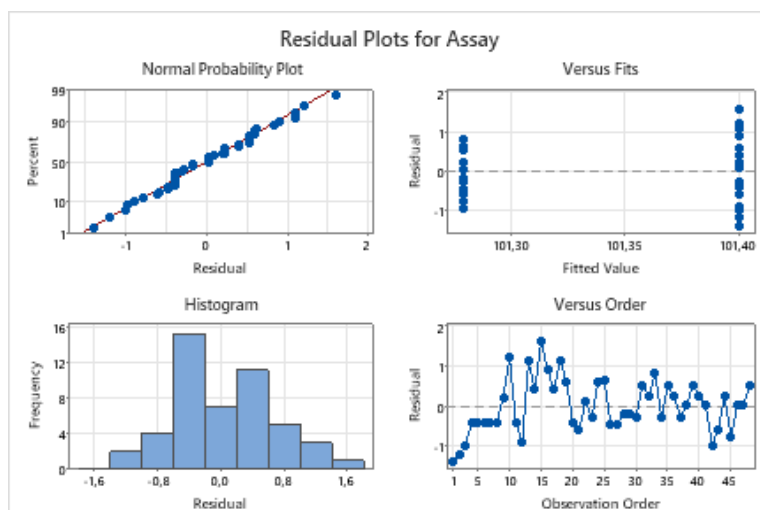 Residual Plots for Assay
Normal Probability Plot
99
90
50
10
1
Percent
-1 0 1 2
Residual
Versus Fits
2
1
0
-1
Residual
101,30 101,35 101,40
Fitted Value
Histogram
16
12
8
4
0
Frequency
-1,6 -0,8 0,0 0,8 1,6
Residual
Versus Order
2
1
0
-1
Residual
1 5 10 15 20 25 30 35 40 45
Observation Order